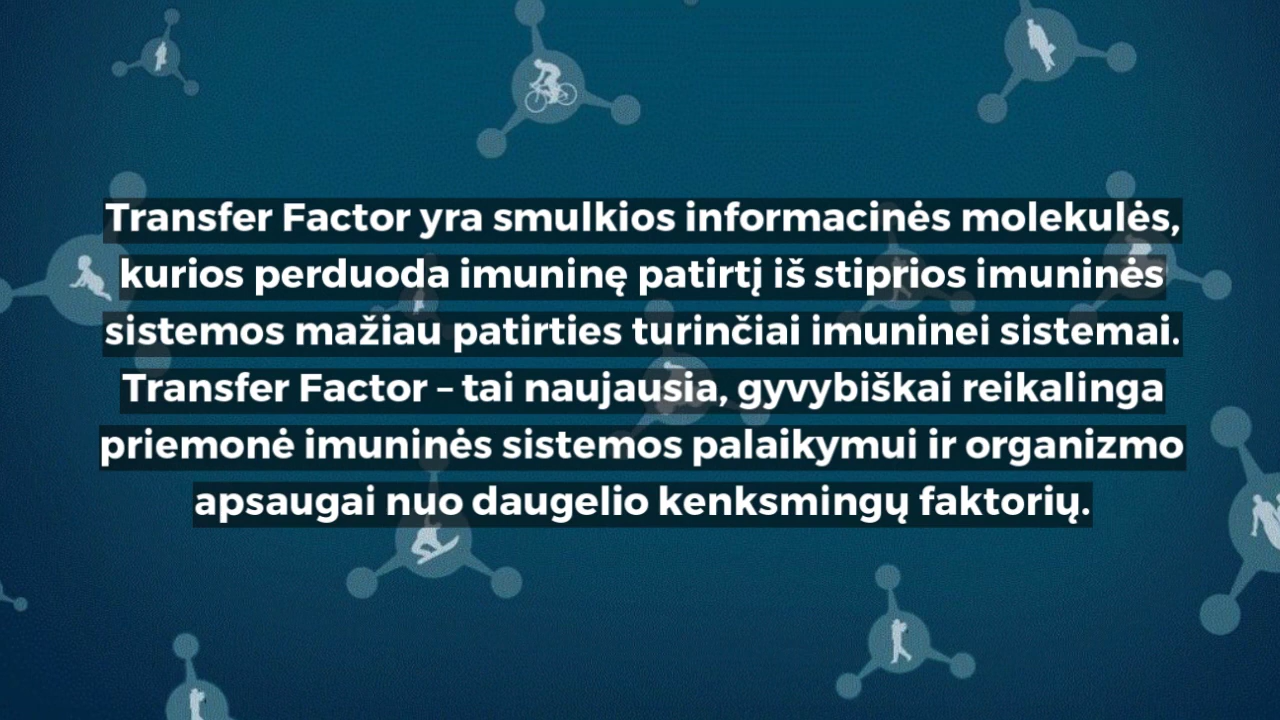 Transfer Factor yra smulkios informacinės molekulės,
kurios perduoda imuninę patirtį iš stiprios imuninės
sistemos mažiau patirties turinčiai imuninei sistemai.
Transfer Factor – tai naujausia, gyvybiškai reikalinga
priemonė imuninės sistemos palaikymui ir organizmo
apsaugai nuo daugelio kenksmingų faktorių.